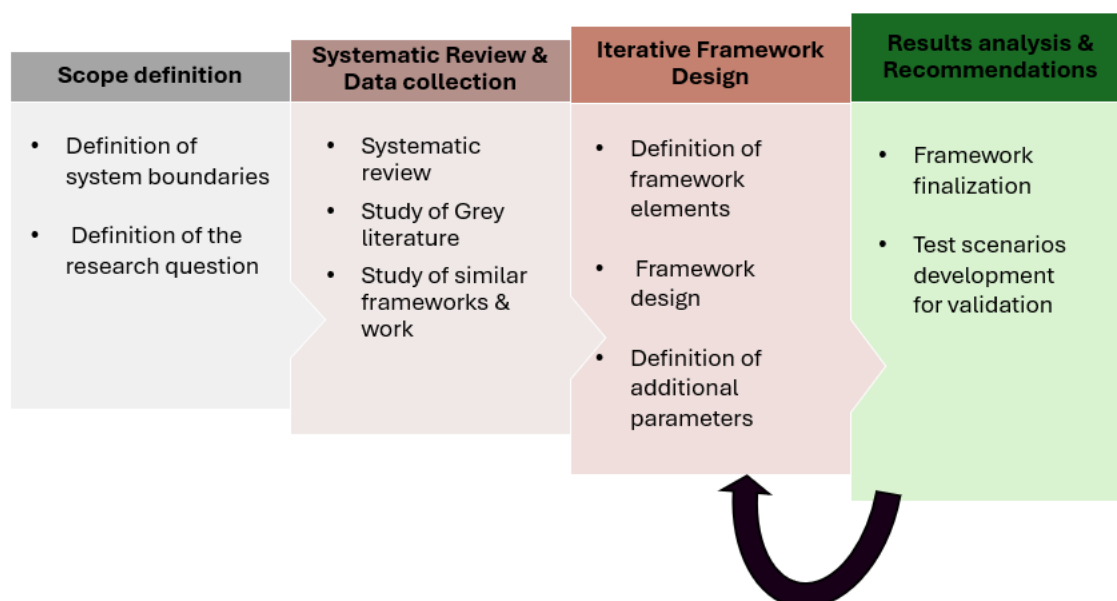 Scope definition
• Definition of
system boundaries
• Definition of the
research question
Systematic Review &
Data collection
• Systematic
review
• Study of Grey
literature
• Study of similar
frameworks &
work
Iterative Framework
Design
• Definition of
framework
elements
• Framework
design
• Definition of
additional
parameters
Results analysis &
Recommendations
• Framework
finalization
• Test scenarios
development
for validation